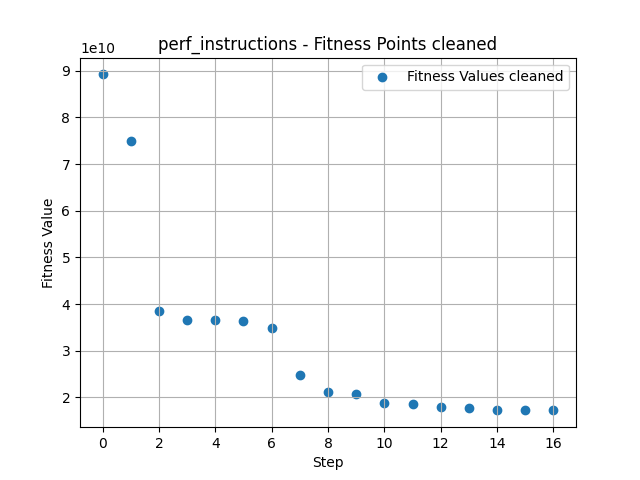 perf_instructions - Fitness Points cleaned
1e10
Fitness Values cleaned
9
8
7
6
5
4
3
2
Fitness Value
0 2 4 6 8 10 12 14 16
Step